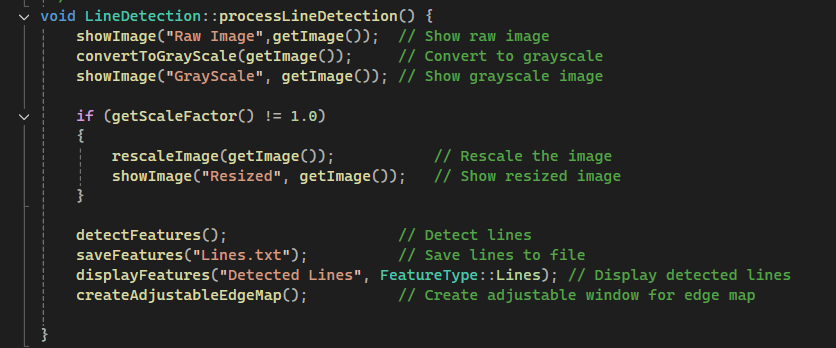 void LineDetection::processLineDetection() {
showImage("Raw Image",getImage()); // Show raw image
convertToGrayScale(getImage()); // Convert to grayscale
showImage("GrayScale", getImage()); // Show grayscale image
if (getScaleFactor() != 1.0)
{
rescaleImage(getImage()); // Rescale the image
showImage("Resized", getImage()); // Show resized image
}
detectFeatures(); // Detect lines
saveFeatures("Lines.txt"); // Save lines to file
displayFeatures("Detected Lines", FeatureType::Lines); // Display detected lines
createAdjustableEdgeMap(); // Create adjustable window for edge map
}